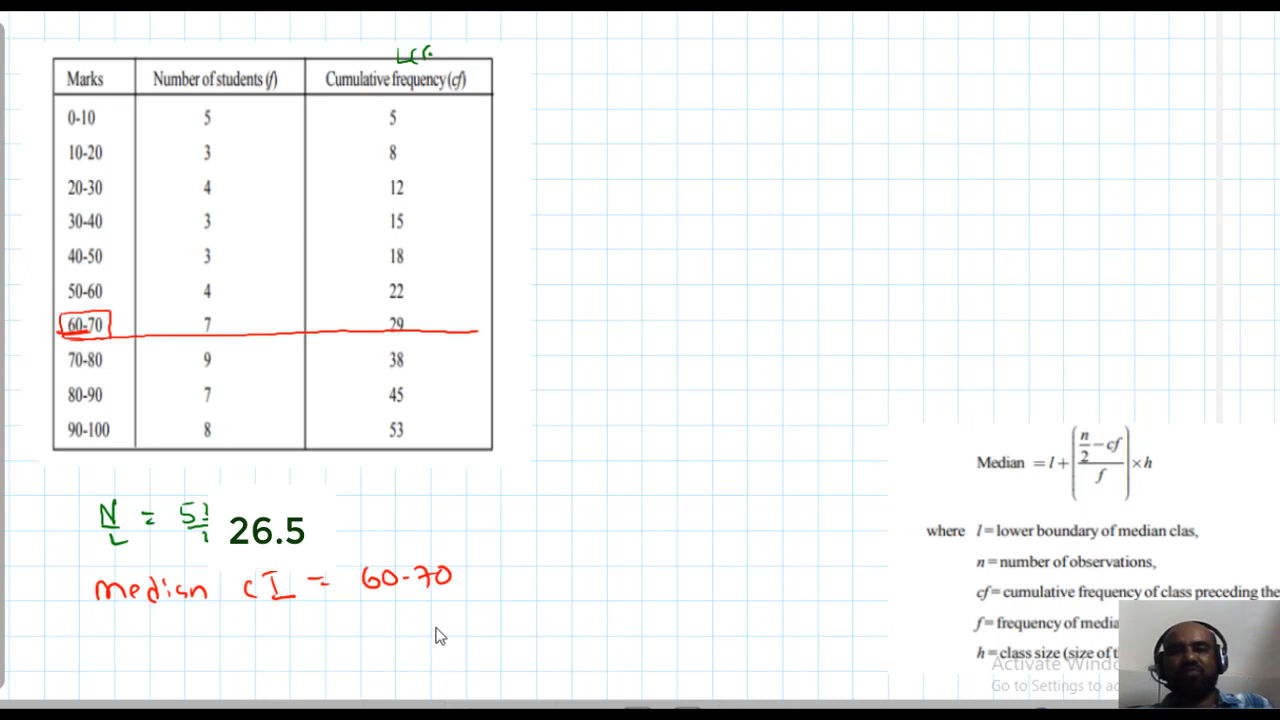 Marks Number of students (f) Cumulative frequency (cf)
0-10 5 5
10-20 3 8
20-30 4 12
30-40 3 15
40-50 3 18
50-60 4 22
60-70 7 29
70-80 9 38
80-90 7 45
90-100 8 53
N = 26.5
median CI = 60-70
Median = l + ( (n/2 − cf) / f ) × h
where l = lower boundary of median clas,
n = number of observations,
cf = cumulative frequency of class preceding the
f = frequency of media
h = class size (size of t
Activate Windo
Go to Settings to ac